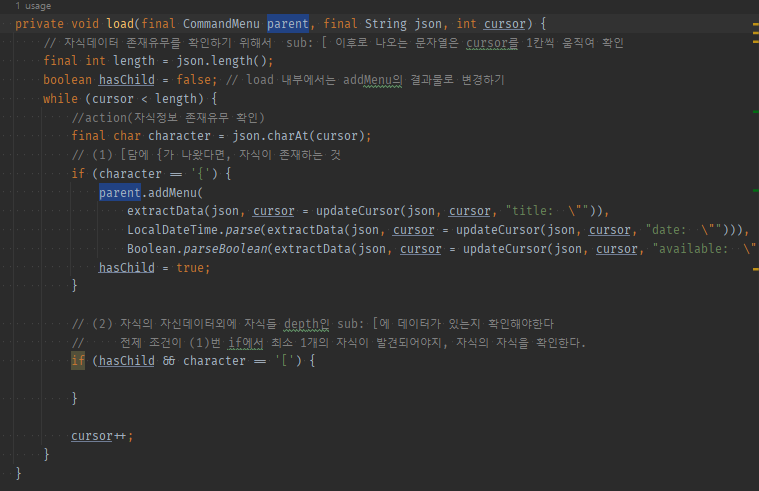 1 usage
private void load(final CommandMenu parent, final String json, int cursor) {
// 자식데이터 존재유무를 확인하기 위해서 sub: [ 이후로 나오는 문자열은 cursor를 1칸씩 움직여 확인
final int length = json.length();
boolean hasChild = false; // load 내부에서는 addMenu의 결과물로 변경하기
while (cursor < length) {
//action(자식정보 존재유무 확인)
final char character = json.charAt(cursor);
// (1) [담에 {가 나왔다면, 자식이 존재하는 것
if (character == '{') {
parent.addMenu(
extractData(json, cursor = updateCursor(json, cursor, "title: \"")),
LocalDateTime.parse(extractData(json, cursor = updateCursor(json, cursor, "date: \""))),
Boolean.parseBoolean(extractData(json, cursor = updateCursor(json, cursor, "available: \"
hasChild = true;
}
// (2) 자식의 자신데이터외에 자식들 depth인 sub: [에 데이터가 있는지 확인해야한다
// 전제 조건이 (1)번 if에서 최소 1개의 자식이 발견되어야지, 자식의 자식을 확인한다.
if (hasChild && character == '[') {
}
cursor++;
}
}